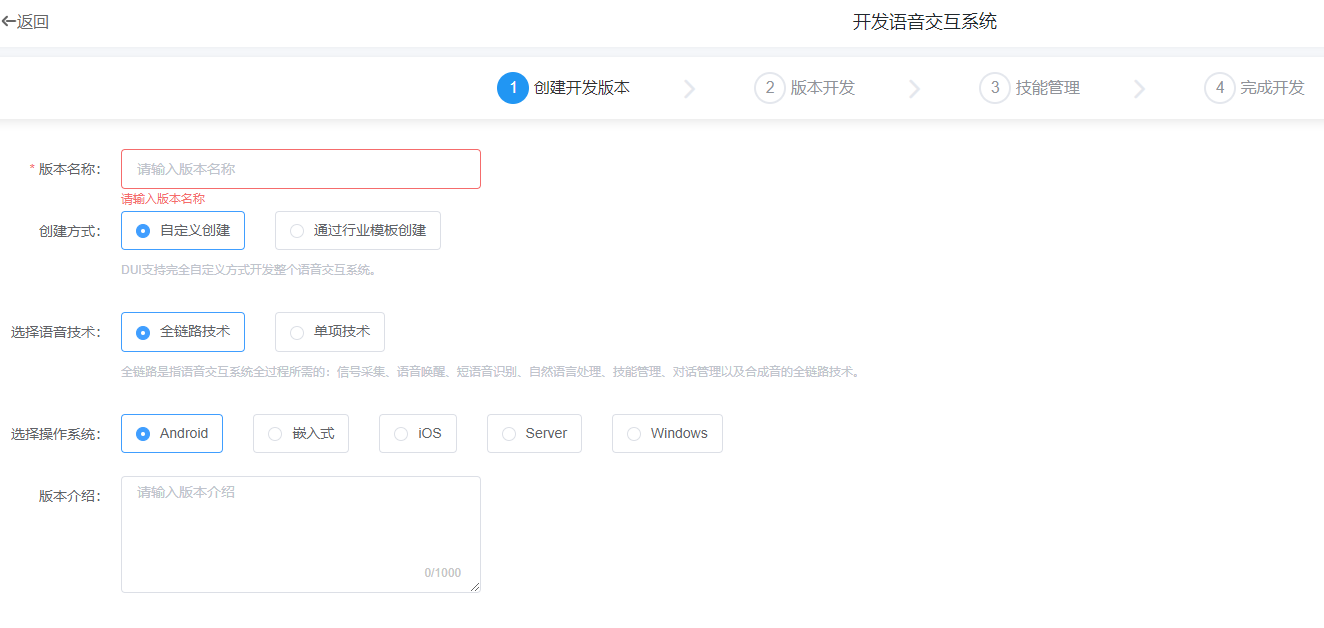 ←返回
开发语音交互系统
1 创建开发版本 2 版本开发 3 技能管理 4 完成开发
* 版本名称： 请输入版本名称
请输入版本名称
创建方式： 自定义创建 通过行业模板创建
DUI支持完全自定义方式开发整个语音交互系统。
选择语音技术： 全链路技术 单项技术
全链路是指语音交互系统全过程所需的：信号采集、语音唤醒、短语音识别、自然语言处理、技能管理、对话管理以及合成音的全链路技术。
选择操作系统： Android 嵌入式 iOS Server Windows
版本介绍： 请输入版本介绍
0/1000